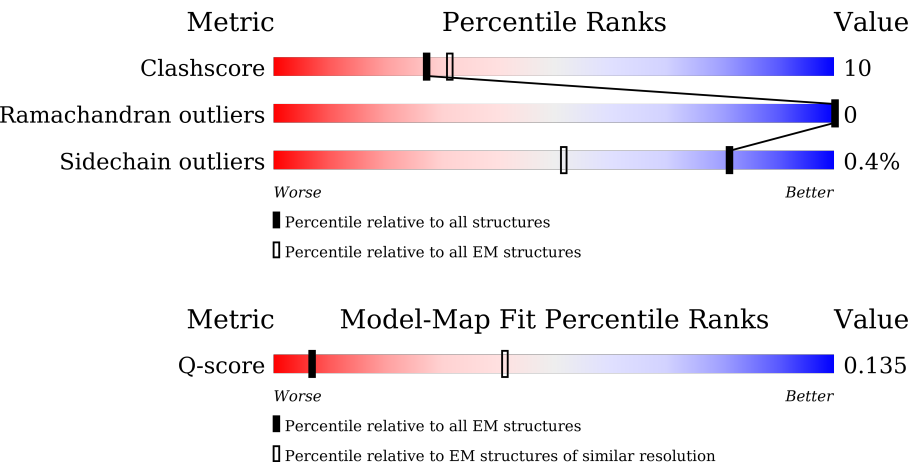 Metric Percentile Ranks Value
Clashscore 10
Ramachandran outliers 0
Sidechain outliers 0.4%
Worse Better
Percentile relative to all structures
Percentile relative to all EM structures
Metric Model-Map Fit Percentile Ranks Value
Q-score 0.135
Worse Better
Percentile relative to all EM structures
Percentile relative to EM structures of similar resolution